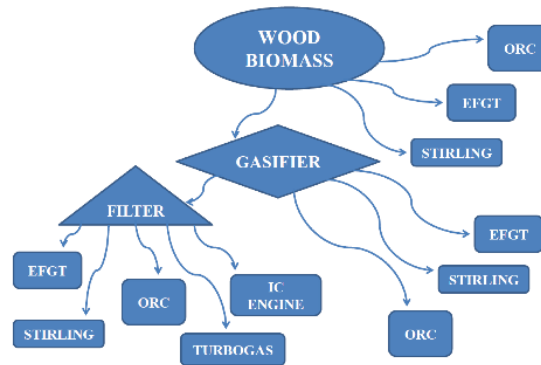 WOOD
BIOMASS
ORC
EFGT
STIRLING
GASIFIER
FILTER
EFGT
STIRLING
ORC
EFGT
STIRLING
ORC
TURBOGAS
IC
ENGINE